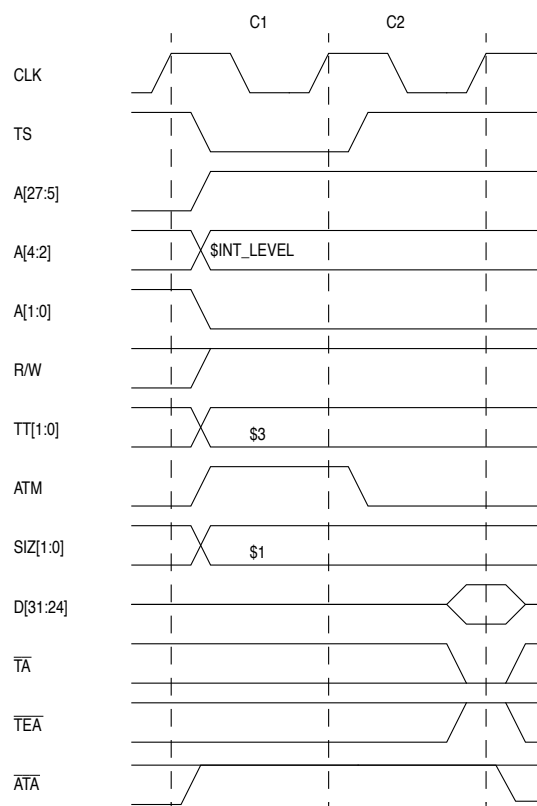 C1 C2
CLK
TS
A[27:5]
A[4:2] $INT_LEVEL
A[1:0]
R/W
TT[1:0] $3
ATM
SIZ[1:0] $1
D[31:24]
TA
TEA
ATA